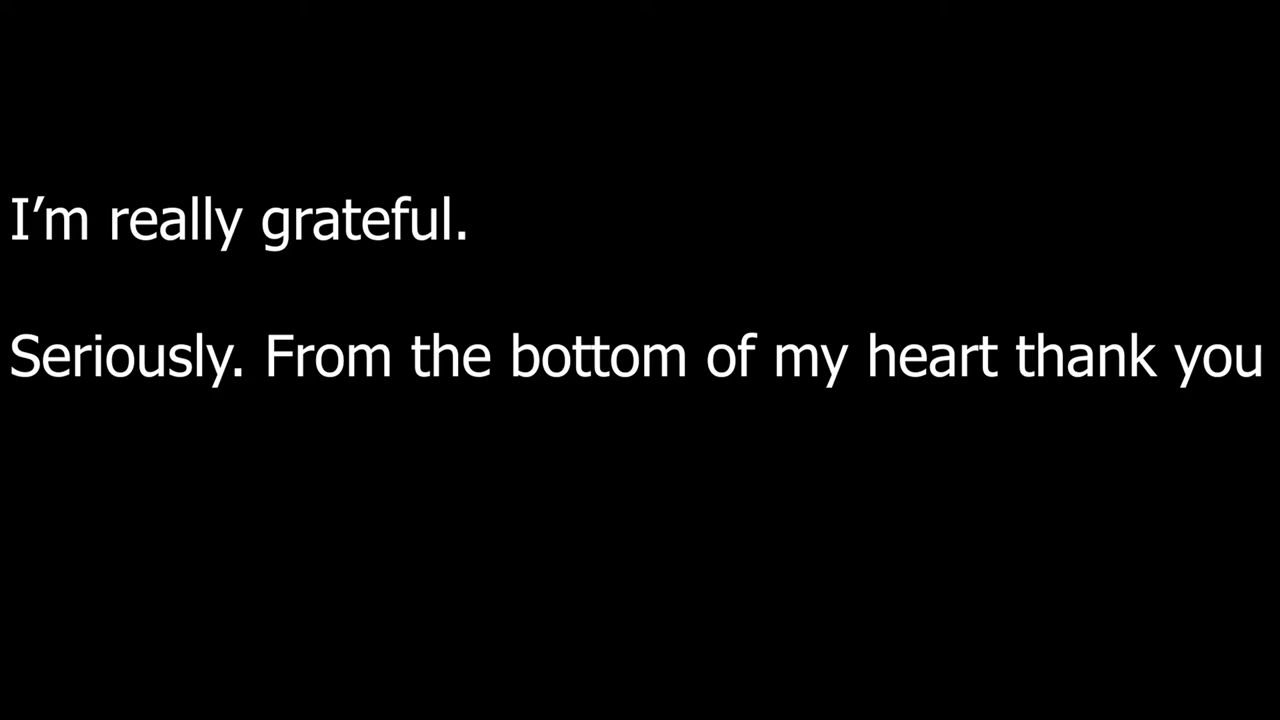 I’m really grateful.
Seriously. From the bottom of my heart thank you